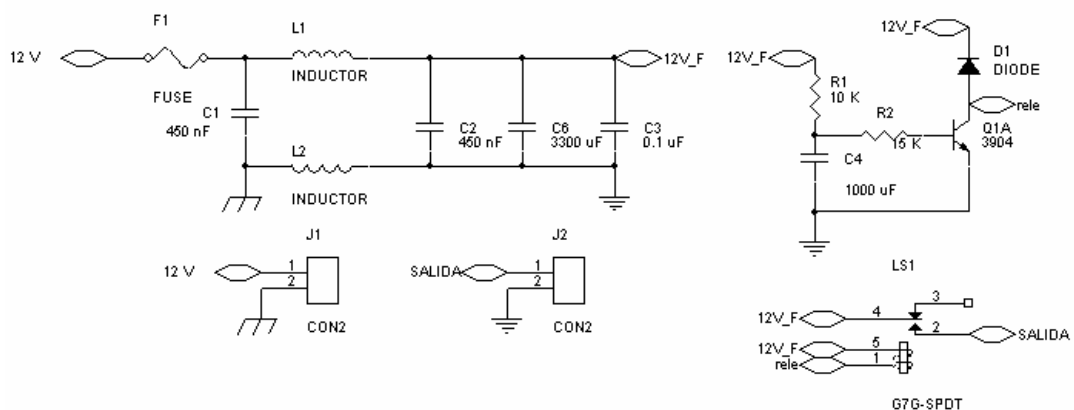 F1
L1
12 V
12V_F
INDUCTOR
FUSE
C1
450 nF
C2
450 nF
C6
3300 uF
C3
0.1 uF
L2
INDUCTOR
12V_F
D1
DIODE
12V_F
R1
10 K
rele
R2
15 K
Q1A
3904
C4
1000 uF
J1
12 V
1
2
CON2
J2
SALIDA
1
2
CON2
LS1
3
12V_F
4
2
SALIDA
12V_F
5
rele
1
G7G-SPDT